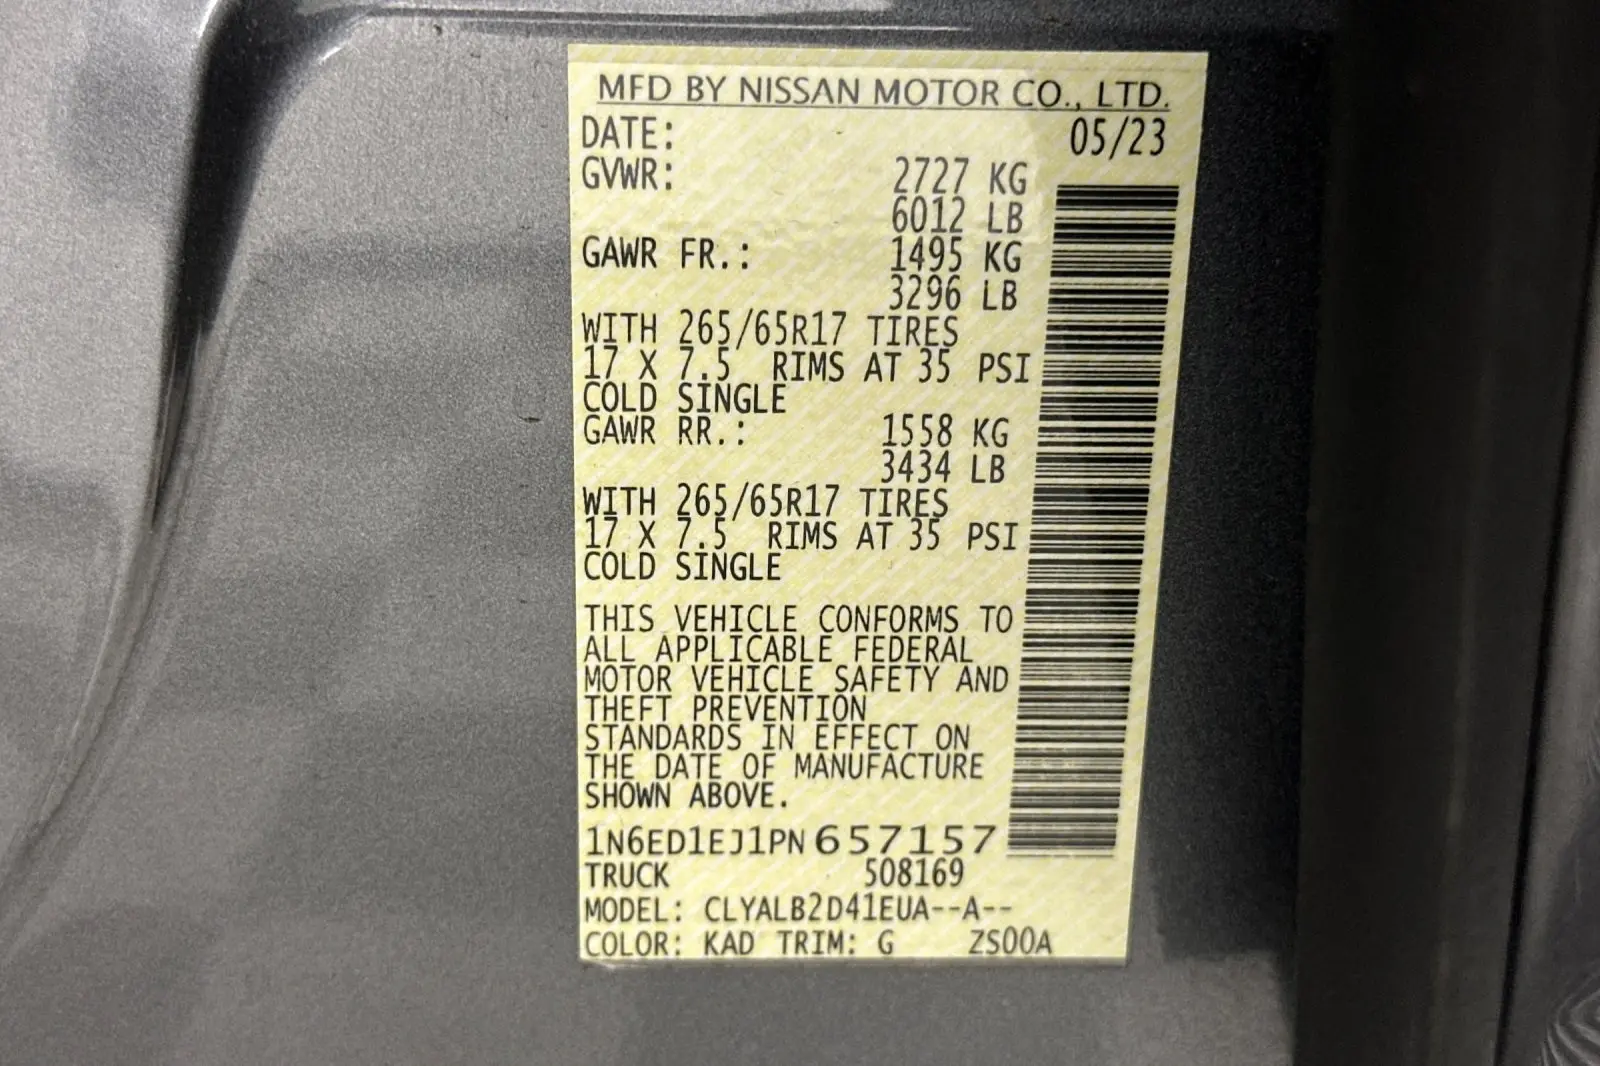 MFD BY NISSAN MOTOR CO., LTD.
DATE: 05/23
GVWR: 2727 KG
6012 LB
GAWR FR.: 1495 KG
3296 LB
WITH 265/65R17 TIRES
17 X 7.5 RIMS AT 35 PSI
COLD SINGLE
GAWR RR.: 1558 KG
3434 LB
WITH 265/65R17 TIRES
17 X 7.5 RIMS AT 35 PSI
COLD SINGLE
THIS VEHICLE CONFORMS TO
ALL APPLICABLE FEDERAL
MOTOR VEHICLE SAFETY AND
THEFT PREVENTION
STANDARDS IN EFFECT ON
THE DATE OF MANUFACTURE
SHOWN ABOVE.
1N6ED1EJ1PN657157
TRUCK 508169
MODEL: CLYALB2D41EUA--A--
COLOR: KAD TRIM: G ZS00A